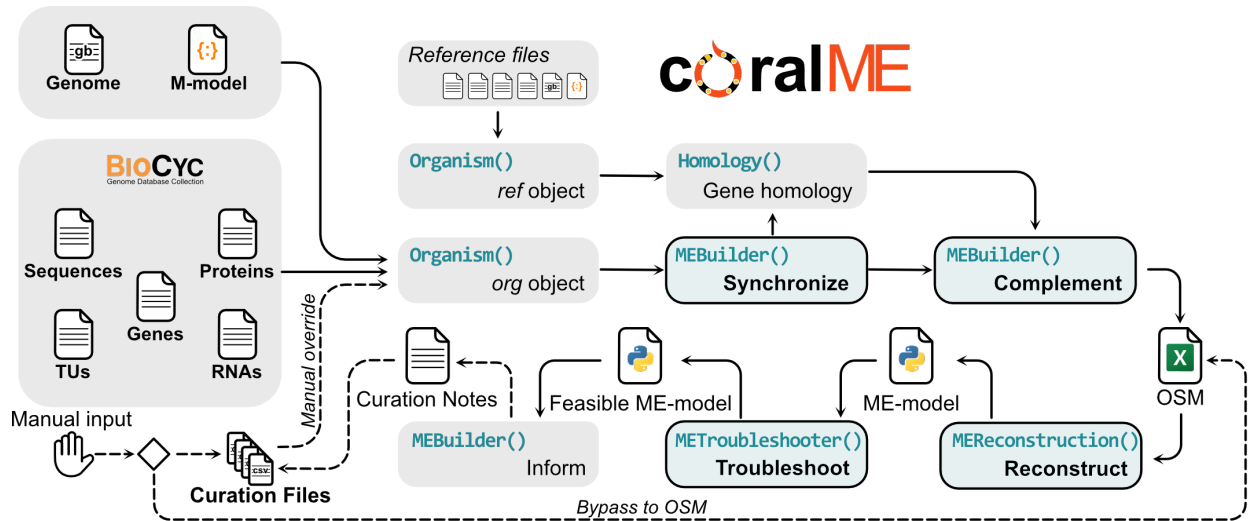 gb
{:}
Genome
M-model
BIOCYC
Genome Database Collection
Sequences
Proteins
Genes
TUs
RNAs
Reference files
gb
{:}
coralME
Organism()
ref object
Homology()
Gene homology
Organism()
org object
MEBuilder()
Synchronize
MEBuilder()
Complement
Manual override
X
OSM
Curation Notes
Feasible ME-model
ME-model
MEBuilder()
Inform
METroubleshooter()
Troubleshoot
MEReconstruction()
Reconstruct
Manual input
CSV
Curation Files
Bypass to OSM